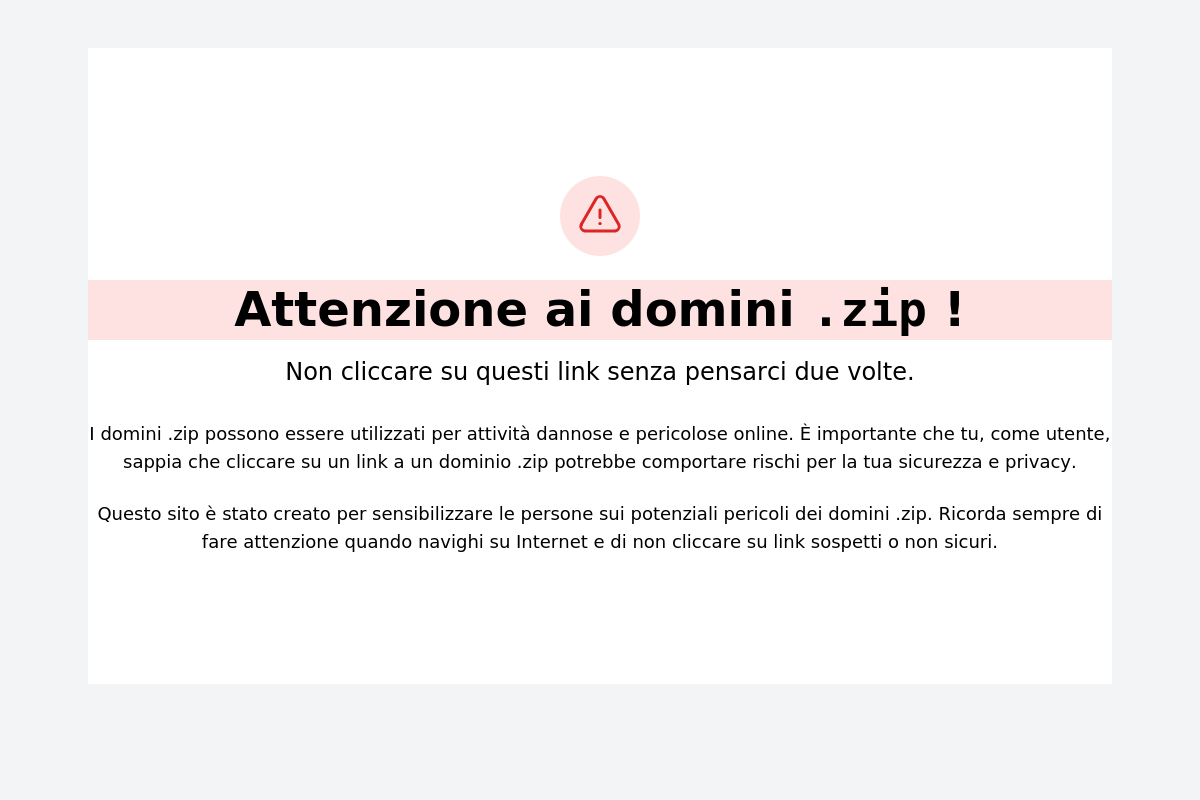 Attenzione ai domini .zip !
Non cliccare su questi link senza pensarci due volte.
I domini .zip possono essere utilizzati per attività dannose e pericolose online. È importante che tu, come utente,
sappia che cliccare su un link a un dominio .zip potrebbe comportare rischi per la tua sicurezza e privacy.
Questo sito è stato creato per sensibilizzare le persone sui potenziali pericoli dei domini .zip. Ricorda sempre di
fare attenzione quando navighi su Internet e di non cliccare su link sospetti o non sicuri.